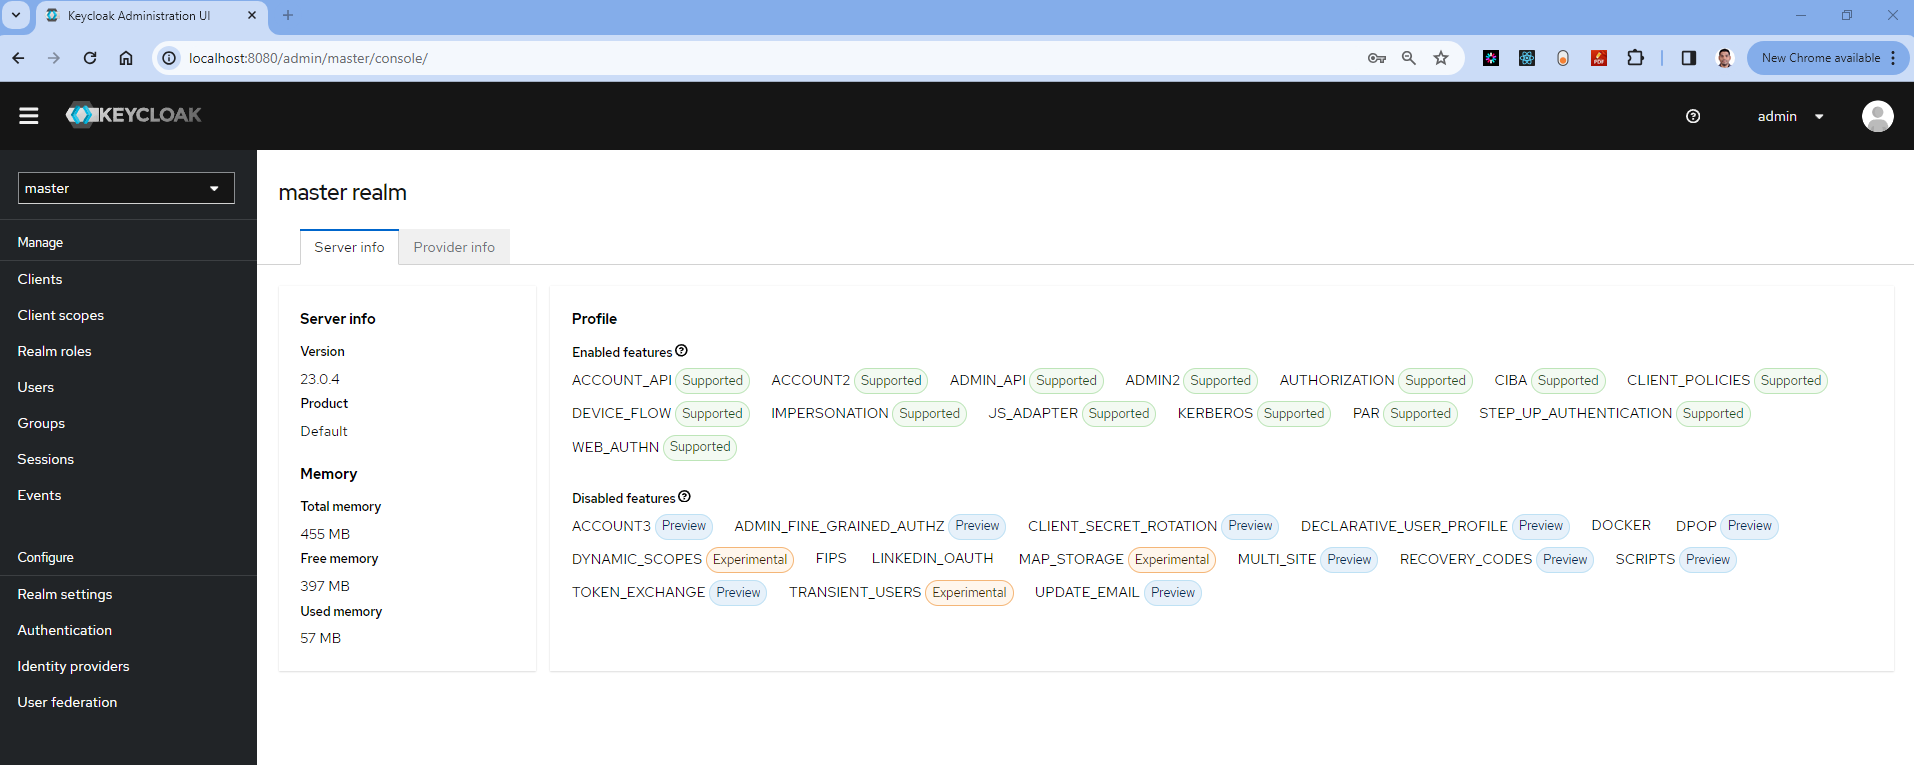 Keycloak Administration UI
localhost:8080/admin/master/console/
New Chrome available
KEYCLOAK
admin
master
Manage
Clients
Client scopes
Realm roles
Users
Groups
Sessions
Events
Configure
Realm settings
Authentication
Identity providers
User federation
master realm
Server info Provider info
Server info
Version
23.0.4
Product
Default
Memory
Total memory
455 MB
Free memory
397 MB
Used memory
57 MB
Profile
Enabled features
ACCOUNT_API Supported ACCOUNT2 Supported ADMIN_API Supported ADMIN2 Supported AUTHORIZATION Supported CIBA Supported CLIENT_POLICIES Supported
DEVICE_FLOW Supported IMPERSONATION Supported JS_ADAPTER Supported KERBEROS Supported PAR Supported STEP_UP_AUTHENTICATION Supported
WEB_AUTHN Supported
Disabled features
ACCOUNT3 Preview ADMIN_FINE_GRAINED_AUTHZ Preview CLIENT_SECRET_ROTATION Preview DECLARATIVE_USER_PROFILE Preview DOCKER DPOP Preview
DYNAMIC_SCOPES Experimental FIPS LINKEDIN_OAUTH MAP_STORAGE Experimental MULTI_SITE Preview RECOVERY_CODES Preview SCRIPTS Preview
TOKEN_EXCHANGE Preview TRANSIENT_USERS Experimental UPDATE_EMAIL Preview